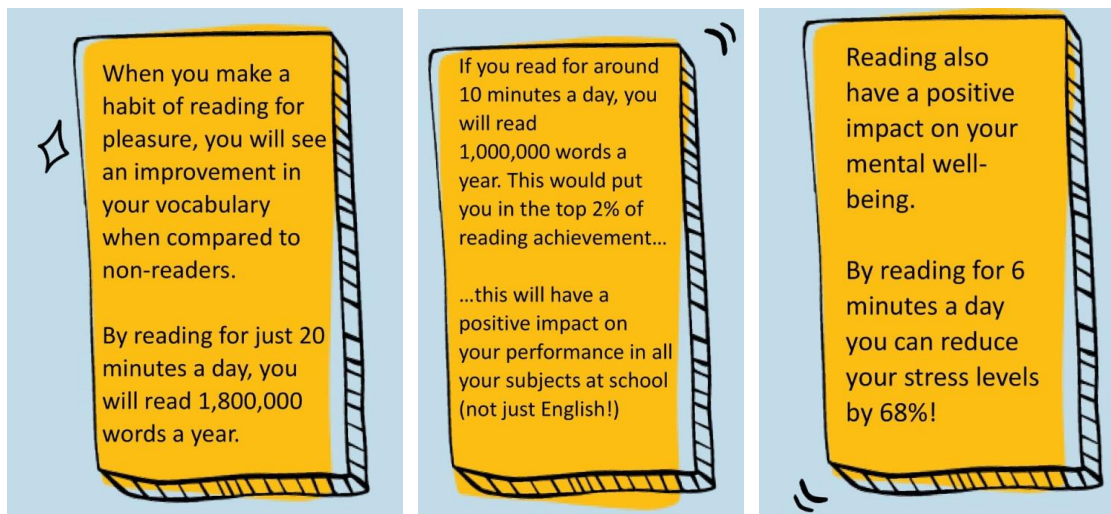 When you make a
habit of reading for
pleasure, you will see
an improvement in
your vocabulary
when compared to
non-readers.
By reading for just 20
minutes a day, you
will read 1,800,000
words a year.
If you read for around
10 minutes a day, you
will read
1,000,000 words a
year. This would put
you in the top 2% of
reading achievement...
...this will have a
positive impact on
your performance in all
your subjects at school
(not just English!)
Reading also
have a positive
impact on your
mental well-
being.
By reading for 6
minutes a day
you can reduce
your stress levels
by 68%!